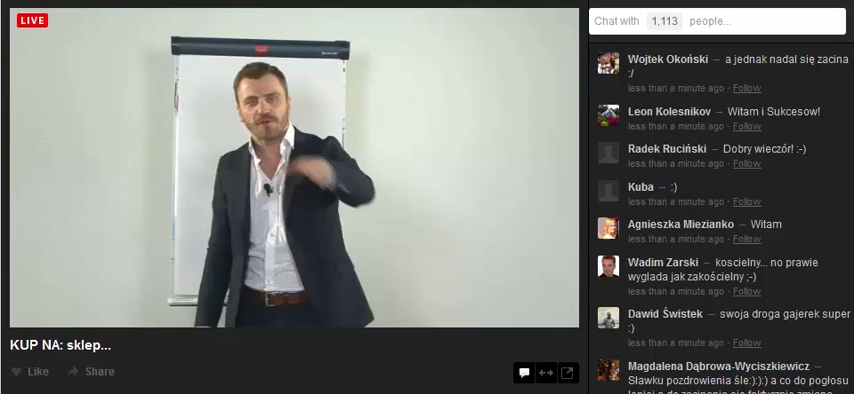 LIVE
KUP NA: sklep...
Like
Share
Chat with 1,113 people...
Wojtek Okoński – a jednak nadal się zacina
:/
less than a minute ago - Follow
Leon Kolesnikov – Witam i Sukcesow!
less than a minute ago - Follow
Radek Ruciński – Dobry wieczór! :-)
less than a minute ago - Follow
Kuba – :)
less than a minute ago - Follow
Agnieszka Miezianko – Witam
less than a minute ago - Follow
Wadim Zarski – koscielny... no prawie
wyglada jak zakościelny ;-)
less than a minute ago - Follow
Dawid Świstek – swoja droga gajerek super
:)
less than a minute ago - Follow
Magdalena Dąbrowa-Wyciszkiewicz –
Sławku pozdrowienia śle:):):) a co do pogłosu